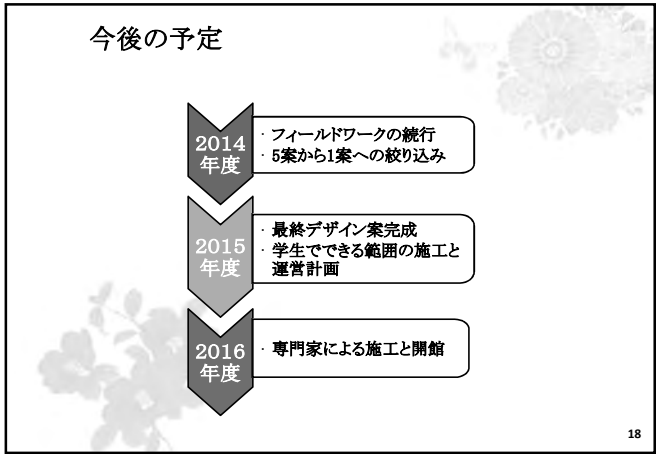 今後の予定
2014
年度
・フィールドワークの続行
・5案から1案への絞り込み
2015
年度
・最終デザイン案完成
・学生でできる範囲の施工と
運営計画
2016
年度
・専門家による施工と開館
18